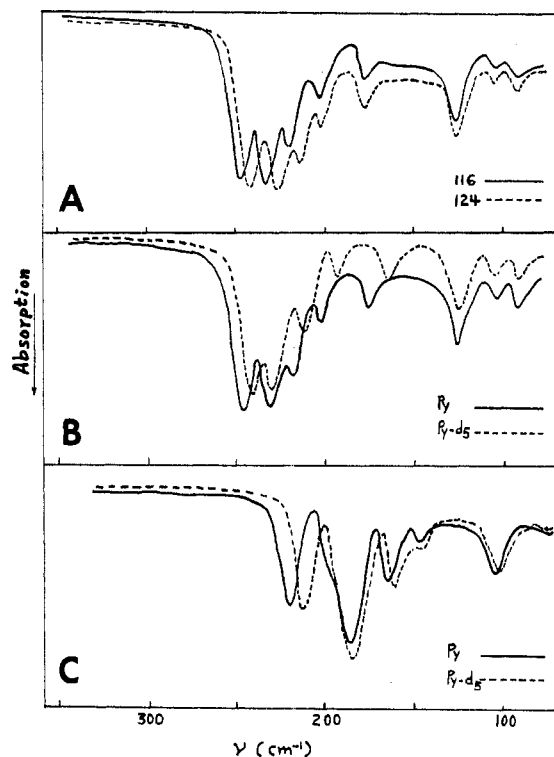 116
124
A
Absorption
Py
Py-d5
B
Py
Py-d5
C
300
200
100
ν (cm⁻¹)